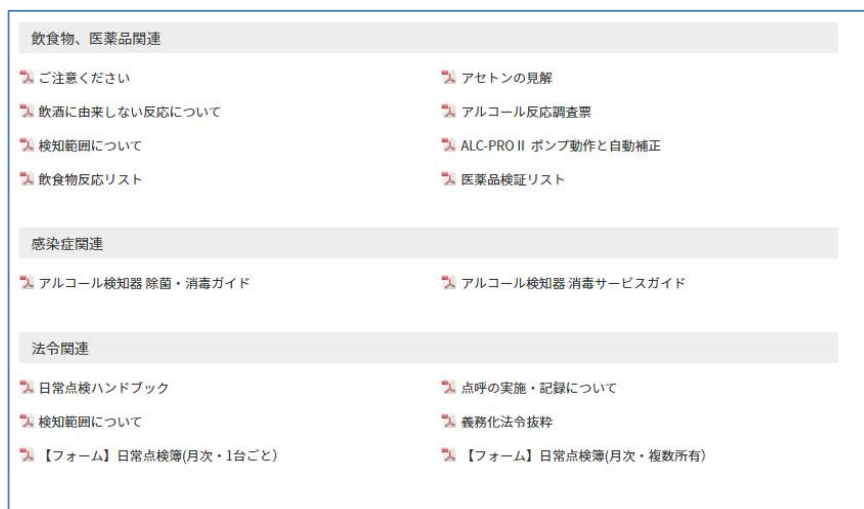 飲食物、医薬品関連
ご注意ください
アセトンの見解
飲酒に由来しない反応について
アルコール反応調査票
検知範囲について
ALC-PROⅡ ポンプ動作と自動補正
飲食物反応リスト
医薬品検証リスト
感染症関連
アルコール検知器 除菌・消毒ガイド
アルコール検知器 消毒サービスガイド
法令関連
日常点検ハンドブック
点呼の実施・記録について
検知範囲について
義務化法令抜粋
【フォーム】日常点検簿(月次・1台ごと）
【フォーム】日常点検簿(月次・複数所有）